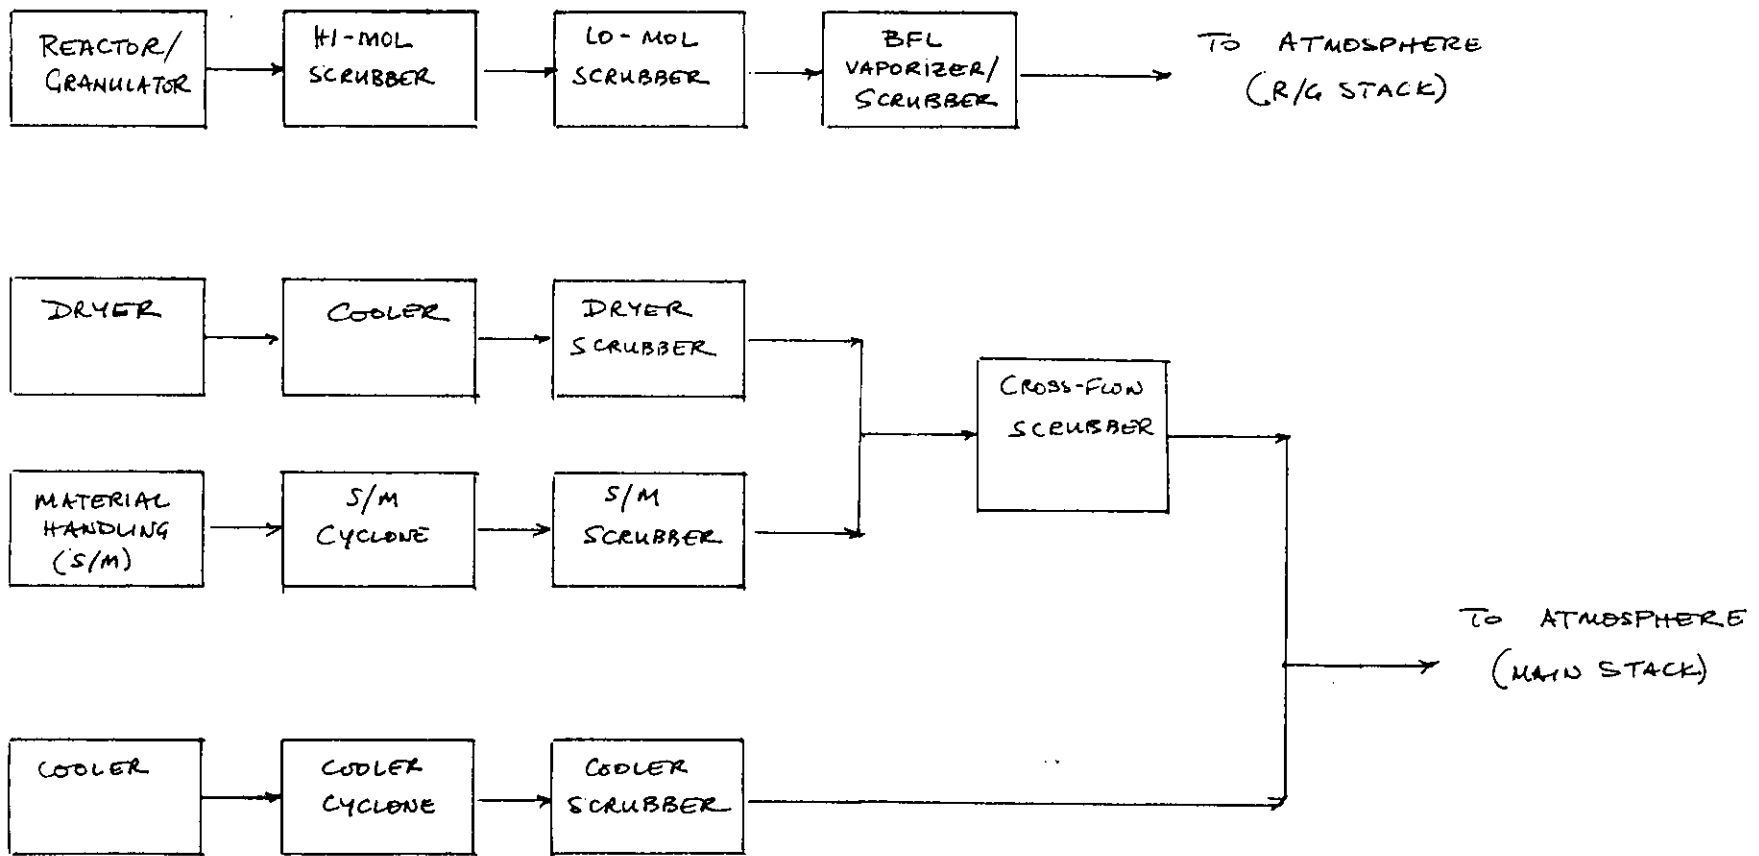 REACTOR/
GRANULATOR
HI-MOL
SCRUBBER
LO-MOL
SCRUBBER
BFL
VAPORIZER/
SCRUBBER
TO ATMOSPHERE
(R/G STACK)
DRYER
COOLER
DRYER
SCRUBBER
CROSS-FLOW
SCRUBBER
MATERIAL
HANDLING
(S/M)
S/M
CYCLONE
S/M
SCRUBBER
TO ATMOSPHERE
(MAIN STACK)
COOLER
COOLER
CYCLONE
COOLER
SCRUBBER